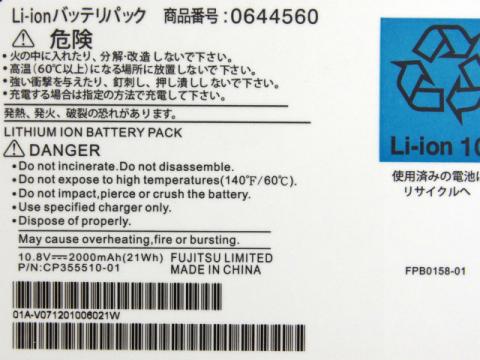 Li-ionバッテリパック 商品番号:0644560
⚠ 危険
•火の中に入れたり、分解・改造しないで下さい。
•高温(60℃以上)になる場所に放置しないで下さい。
•強い衝撃を与えたり、釘刺し、押し潰ししないで下さい。
•充電する場合は指定の方法で充電して下さい。
発熱、発火、破裂の恐れがあります。
LITHIUM ION BATTERY PACK
⚠ DANGER
•Do not incinerate.Do not disassemble.
•Do not expose to high temperatures(140℉/60℃).
•Do not impact,pierce or crush the battery.
•Use specified charger only.
•Dispose of properly.
May cause overheating,fire or bursting.
10.8V⎓2000mAh(21Wh) FUJITSU LIMITED
P/N:CP355510-01 MADE IN CHINA
01A-V071201006021W
Li-ion 10
使用済みの電池は
リサイクルへ
FPB0158-01